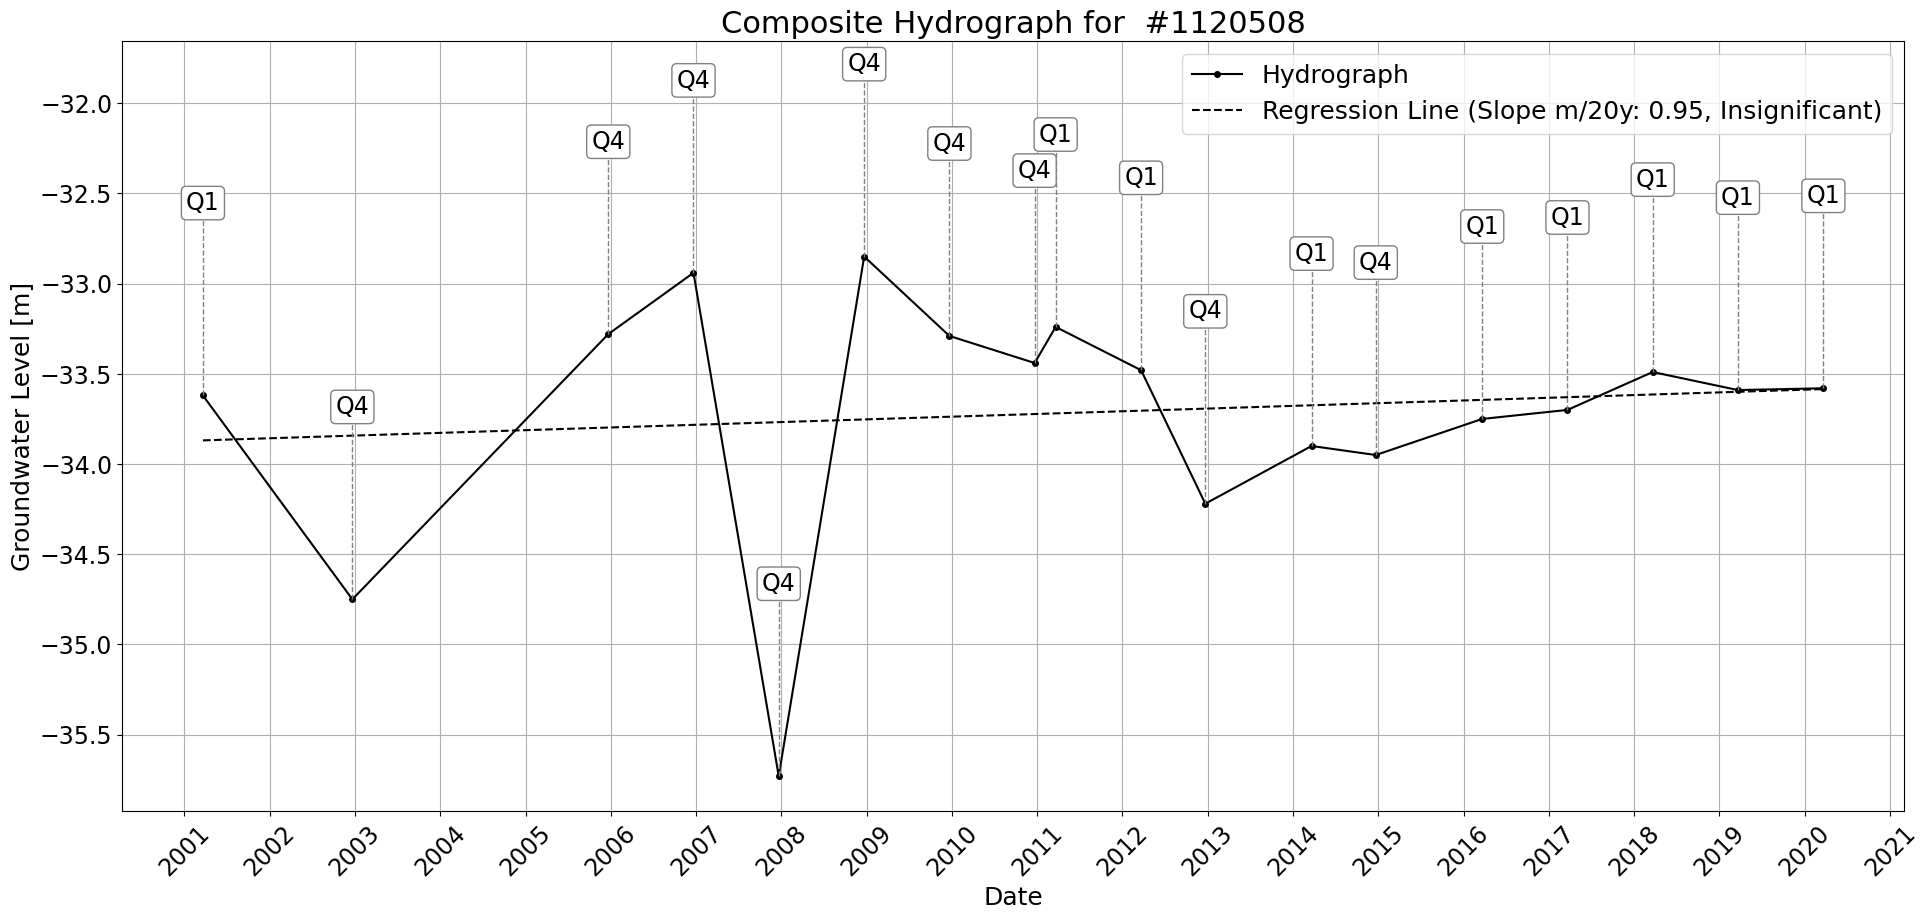 Composite Hydrograph for  #1120508
Hydrograph
Regression Line (Slope m/20y: 0.95, Insignificant)
Groundwater Level [m]
−32.0
−32.5
−33.0
−33.5
−34.0
−34.5
−35.0
−35.5
Q1
Q4
Q4
Q4
Q4
Q4
Q4
Q4
Q1
Q1
Q4
Q1
Q4
Q1
Q1
Q1
Q1
Q1
2001
2002
2003
2004
2005
2006
2007
2008
2009
2010
2011
2012
2013
2014
2015
2016
2017
2018
2019
2020
2021
Date